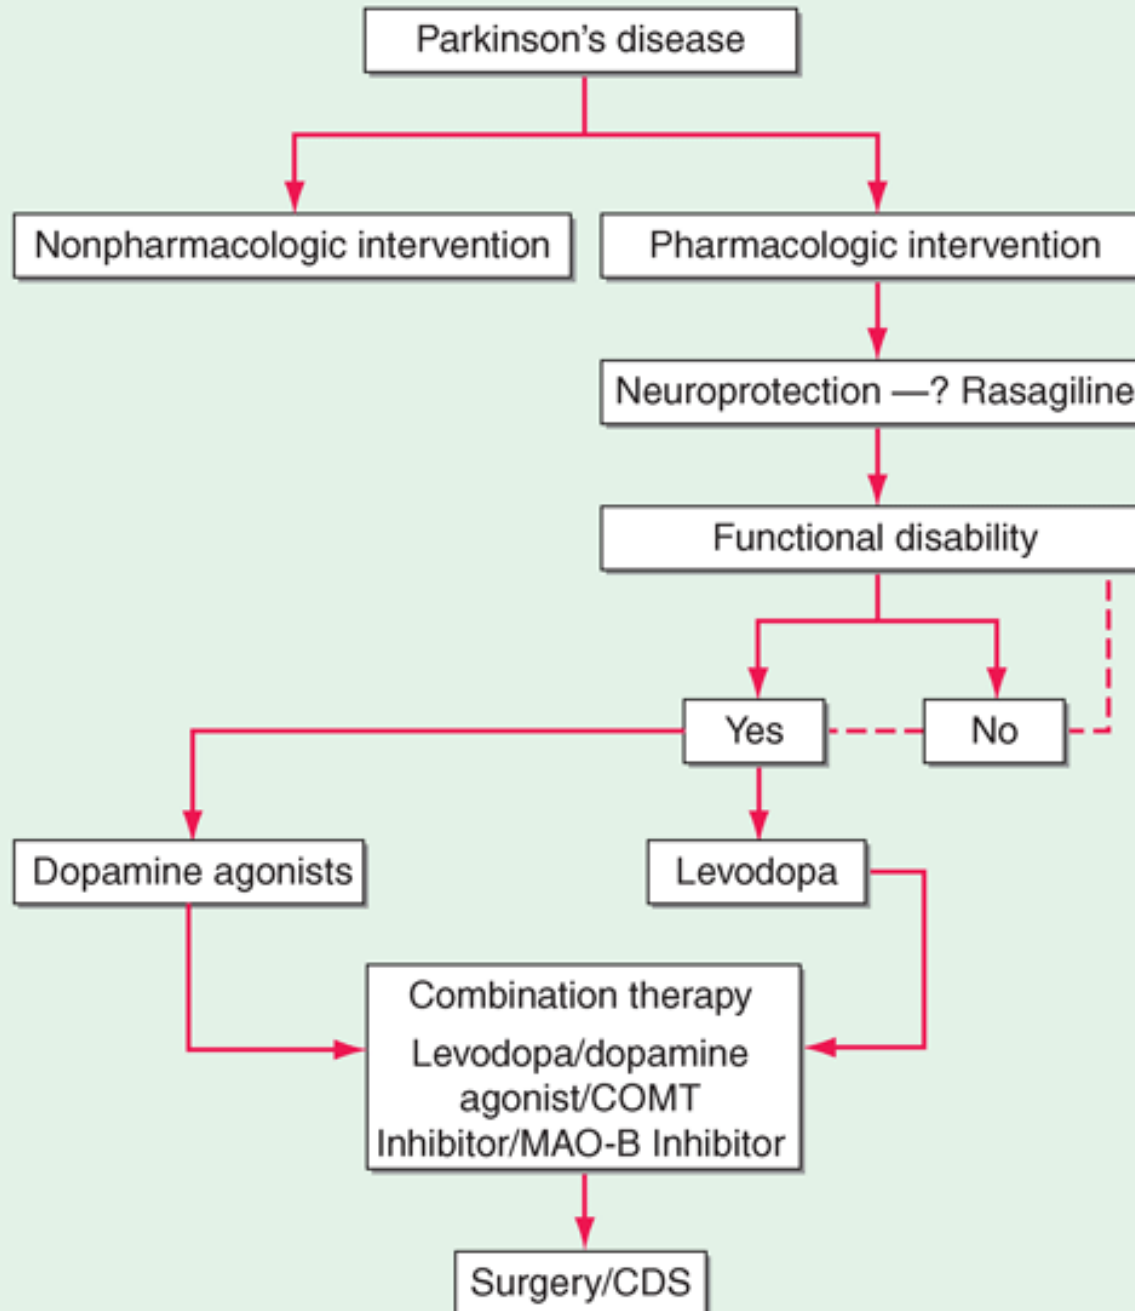 Parkinson's disease
Nonpharmacologic intervention
Pharmacologic intervention
Neuroprotection —? Rasagiline
Functional disability
Yes
No
Dopamine agonists
Levodopa
Combination therapy
Levodopa/dopamine
agonist/COMT
Inhibitor/MAO-B Inhibitor
Surgery/CDS